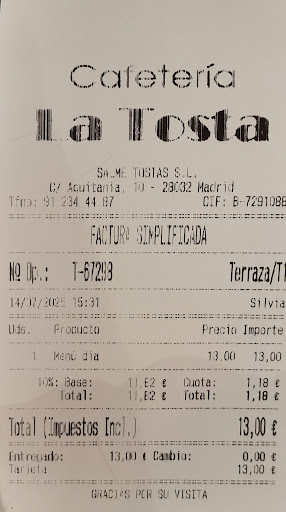 Cafetería
La Tosta
SALME TOSTAS S.L.
C/ Aquitania, 10 - 28032 Madrid
Tfno: 91 234 44 87 CIF: B-7291088
FACTURA SIMPLIFICADA
Nº Op.: T-67298 Terraza/T1
14/07/2025 15:31 Silvia
Uds. Producto Precio Importe
1 Menú día 13,00 13,00
10%: Base: 11,82 € Cuota: 1,18 €
Total: 11,82 € Total: 1,18 €
Total (Impuestos Incl.) 13,00 €
Entregado: 13,00 € Cambio: 0,00 €
Tarjeta 13,00 €
GRACIAS POR SU VISITA